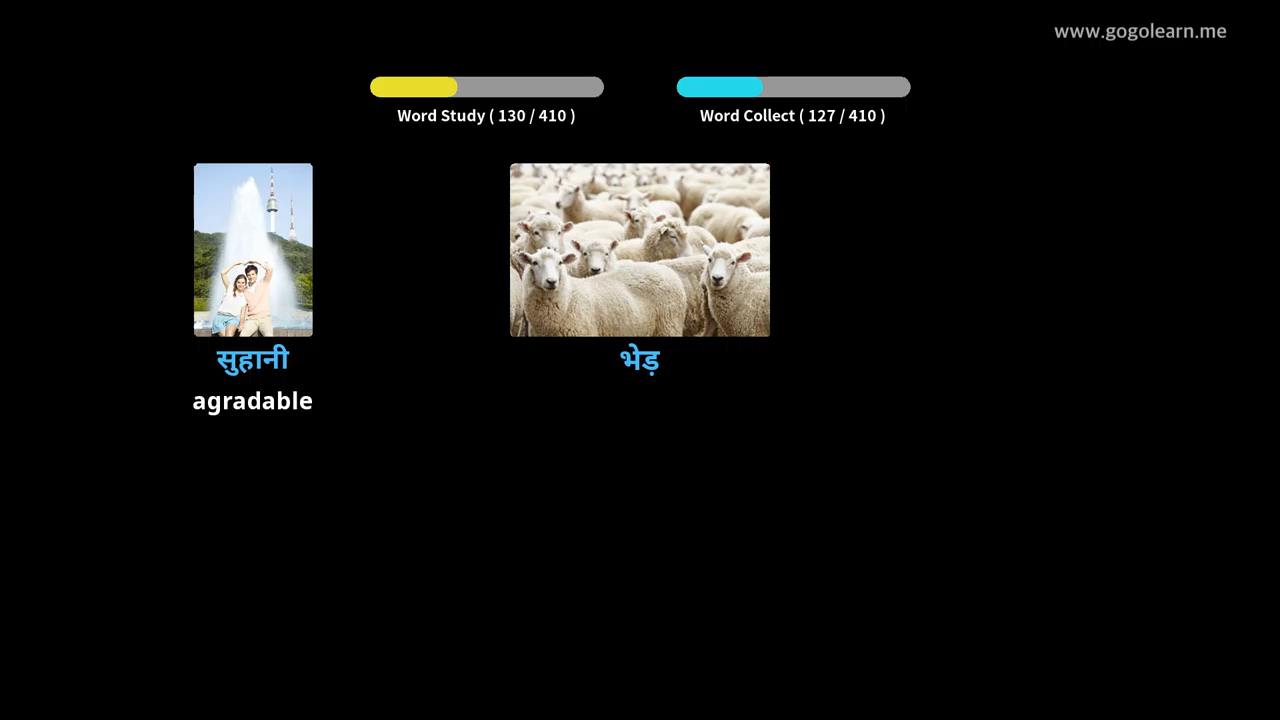 www.gogolearn.me
Word Study ( 130 / 410 )
Word Collect ( 127 / 410 )
सुहानी
भेड़
agradable